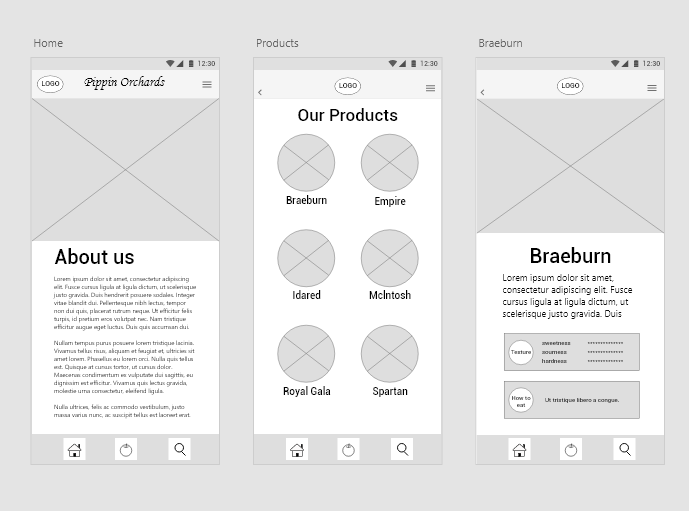 Home
12:30
LOGO
Pippin Orchards
About us
Lorem ipsum dolor sit amet, consectetur adipiscing
elit. Fusce cursus ligula at ligula dictum, ut scelerisque
justo gravida. Duis hendrerit posuere sodales. Integer
vitae blandit dui. Pellentesque nibh lectus, tempor
non dui quis, placerat rutrum neque. Ut efficitur felis
turpis, id pretium eros volutpat nec. Nam tristique
efficitur augue eget luctus. Duis quis accumsan dui.
Nullam tempus purus posuere lorem tristique lacinia.
Vivamus tellus risus, aliquam et feugiat et, ultricies sit
amet lorem. Phasellus eu lorem orci. Nulla quis tellus
est. Quisque at cursus tortor, ut cursus dolor.
Maecenas condimentum ex vulputate dui sagittis, eu
dignissim est efficitur. Vivamus quis lectus gravida,
molestie urna consectetur, eleifend ligula.
Nulla ultrices, felis ac commodo vestibulum, justo
massa varius nunc, ac suscipit tellus est laoreet erat.
Products
12:30
LOGO
Our Products
Braeburn
Empire
Idared
McIntosh
Royal Gala
Spartan
Braeburn
12:30
LOGO
Braeburn
Lorem ipsum dolor sit amet,
consectetur adipiscing elit. Fusce
cursus ligula at ligula dictum, ut
scelerisque justo gravida. Duis
Texture
sweetness **************
sourness **************
hardness **************
How to
eat
Ut tristique libero a congue.